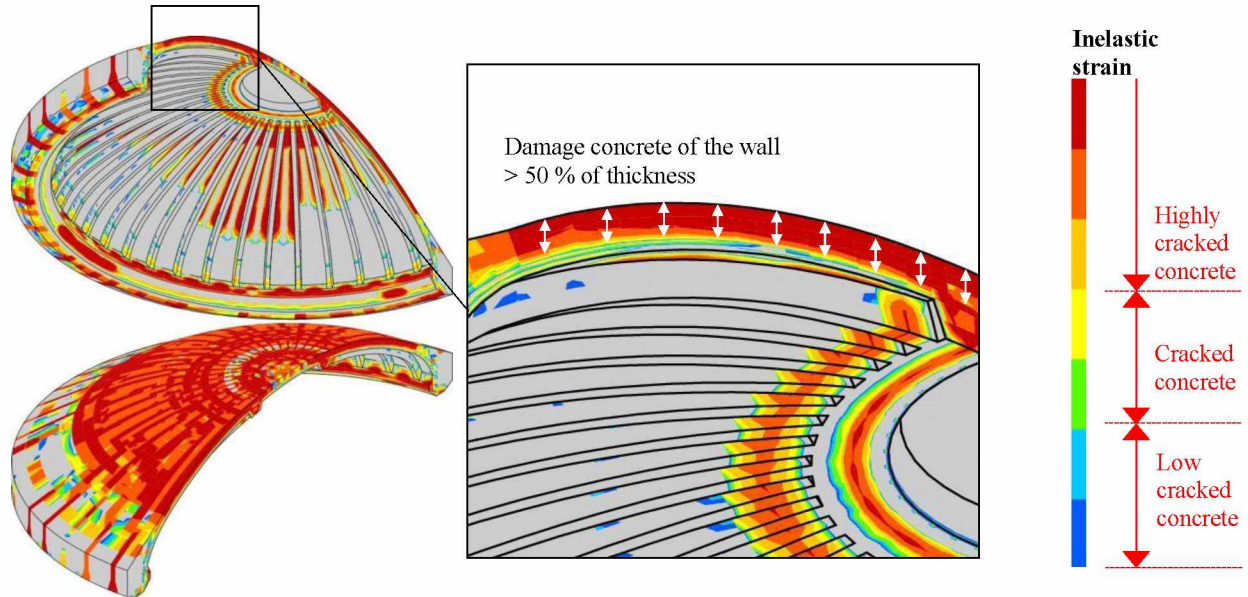 Damage concrete of the wall
> 50 % of thickness
Inelastic
strain
Highly
cracked
concrete
Cracked
concrete
Low
cracked
concrete